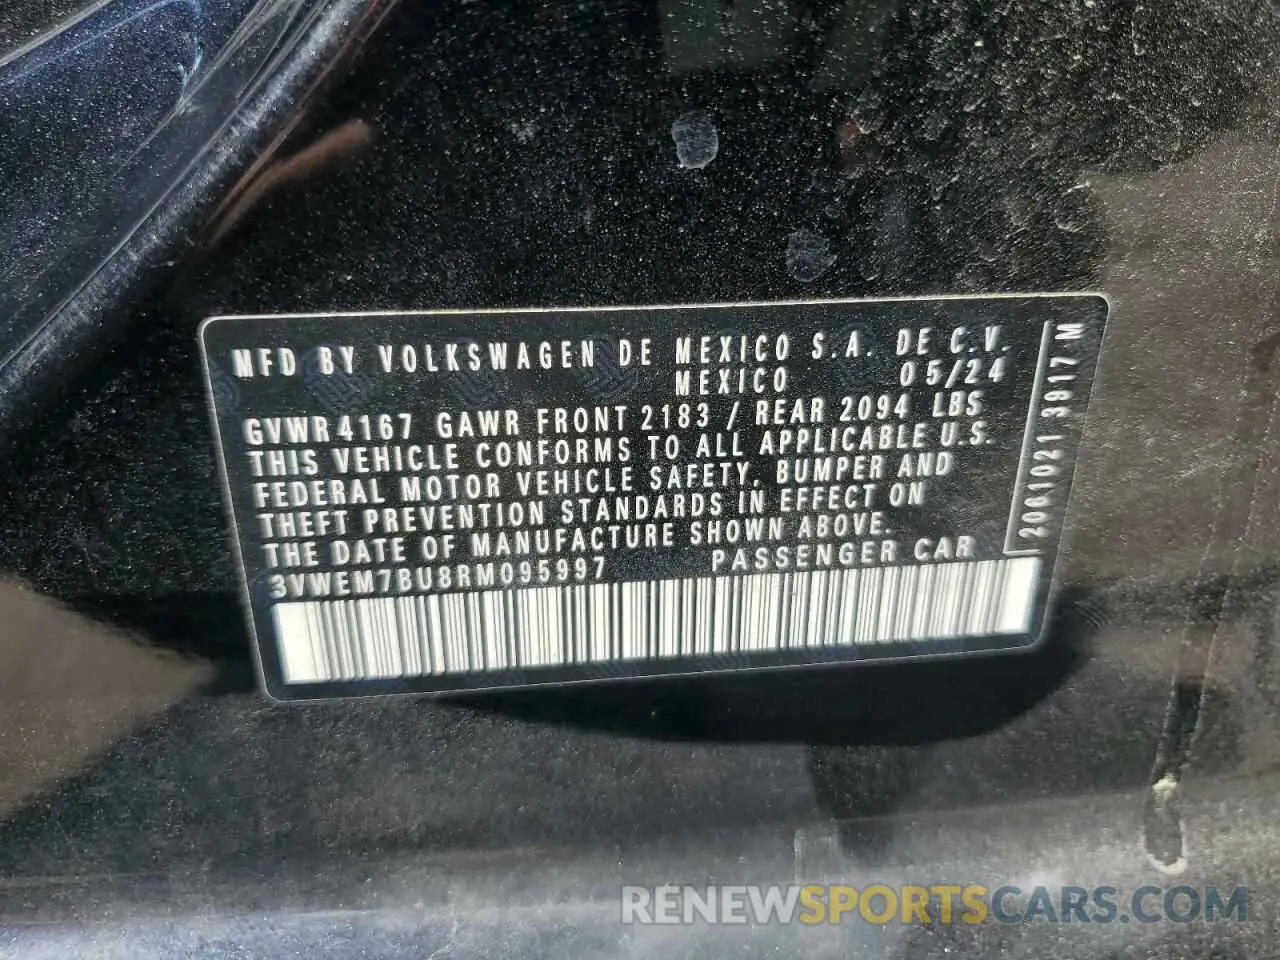 MFD BY VOLKSWAGEN DE MEXICO S.A. DE C.V.
MEXICO 05/24
GVWR 4167 GAWR FRONT 2183 / REAR 2094 LBS
THIS VEHICLE CONFORMS TO ALL APPLICABLE U.S.
FEDERAL MOTOR VEHICLE SAFETY, BUMPER AND
THEFT PREVENTION STANDARDS IN EFFECT ON
THE DATE OF MANUFACTURE SHOWN ABOVE.
3VWEM7BU8RM095997 PASSENGER CAR
2061021 3917 M
RENEWSPORTSCARS.COM